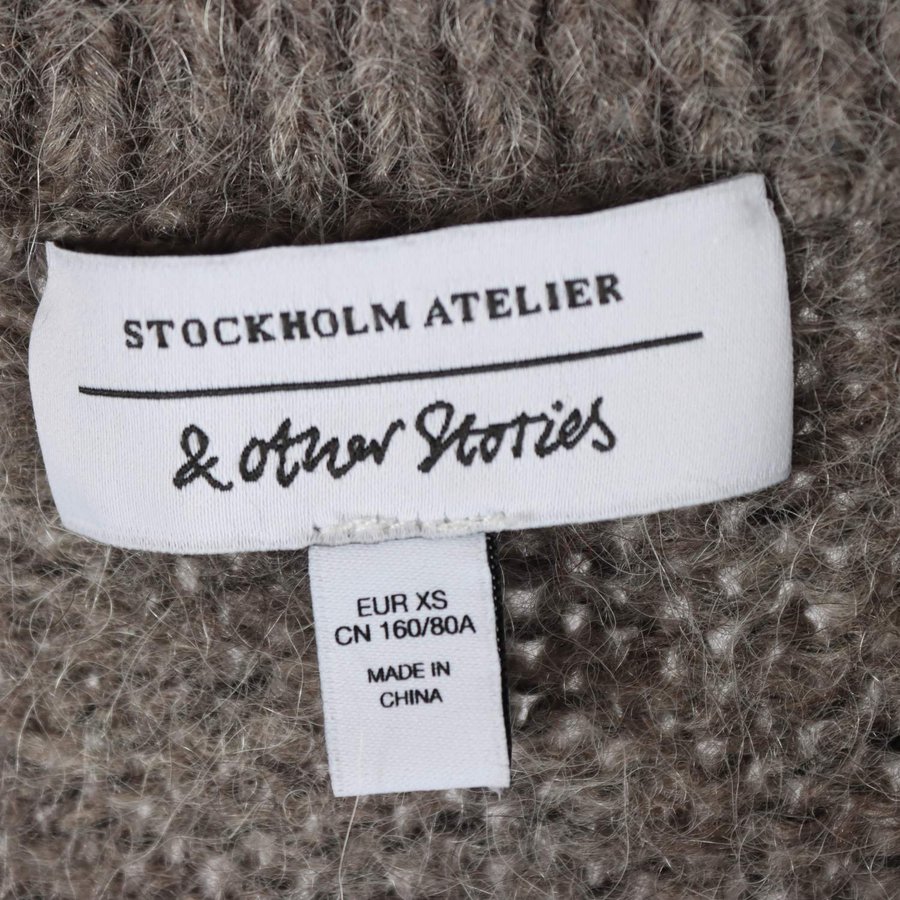 STOCKHOLM ATELIER
& other Stories
EUR XS
CN 160/80A
MADE IN
CHINA